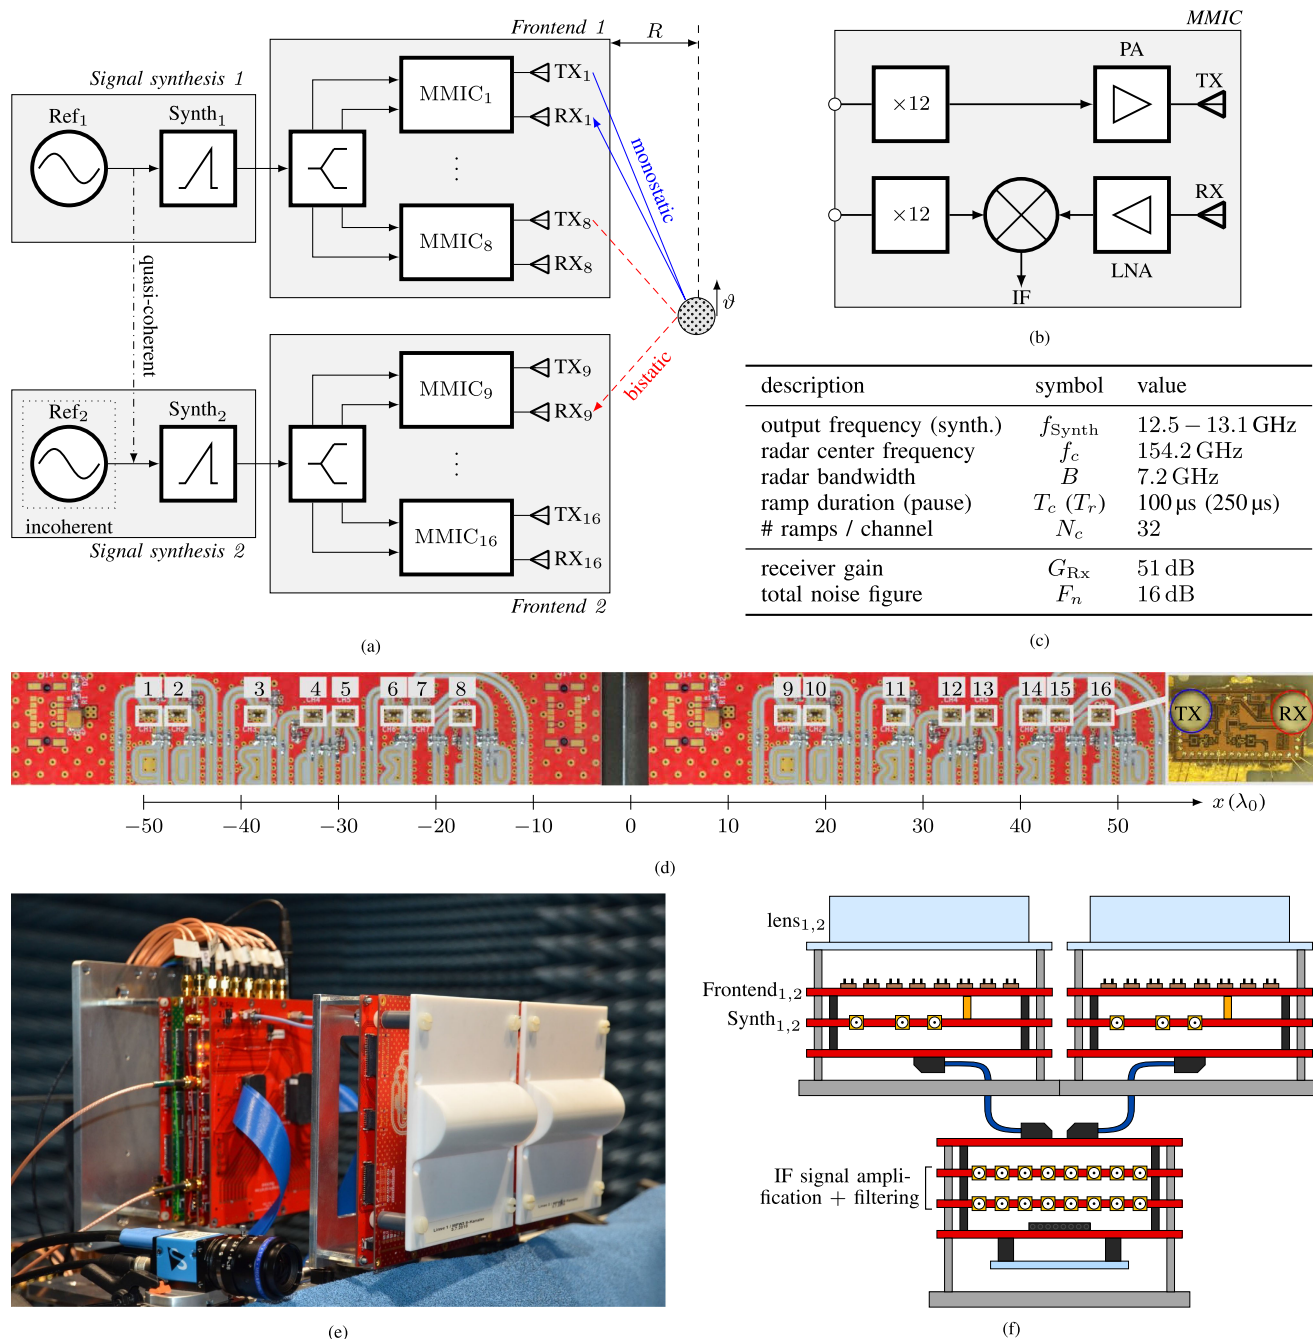 Frontend 1
R
Signal synthesis 1
Ref1
Synth1
MMIC1
TX1
RX1
monostatic
MMIC8
TX8
RX8
quasi-coherent
ϑ
bistatic
Ref2
Synth2
incoherent
Signal synthesis 2
MMIC9
TX9
RX9
MMIC16
TX16
RX16
Frontend 2
(a)
MMIC
PA
×12
TX
×12
RX
LNA
IF
(b)
description symbol value
output frequency (synth.) fSynth 12.5 − 13.1 GHz
radar center frequency fc 154.2 GHz
radar bandwidth B 7.2 GHz
ramp duration (pause) Tc (Tr) 100 µs (250 µs)
# ramps / channel Nc 32
receiver gain GRx 51 dB
total noise figure Fn 16 dB
(c)
1 2 3 4 5 6 7 8 9 10 11 12 13 14 15 16
TX RX
−50 −40 −30 −20 −10 0 10 20 30 40 50
x (λ0)
(d)
(e)
lens1,2
Frontend1,2
Synth1,2
IF signal ampli-
fication + filtering
(f)